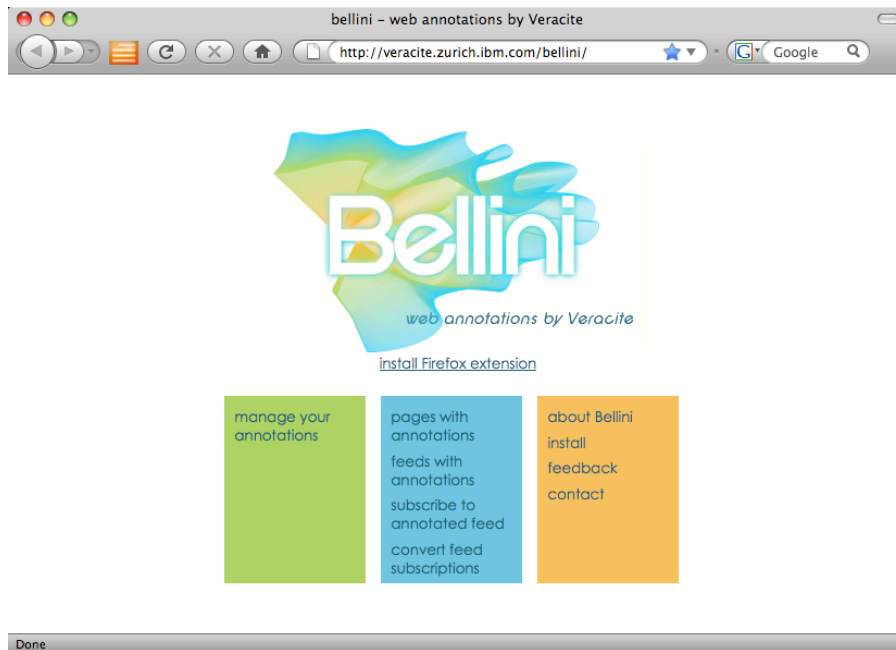 bellini – web annotations by Veracite
http://veracite.zurich.ibm.com/bellini/
G
Google
Bellini
web annotations by Veracite
install Firefox extension
manage your
annotations
pages with
annotations
feeds with
annotations
subscribe to
annotated feed
convert feed
subscriptions
about Bellini
install
feedback
contact
Done